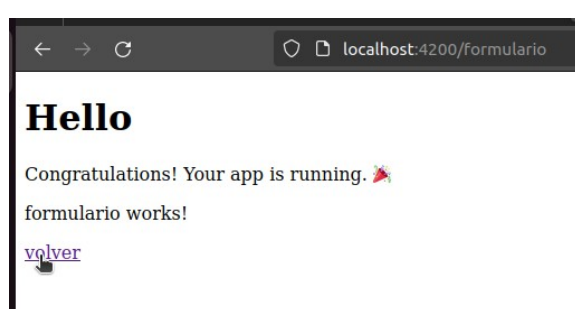 localhost:4200/formulario
Hello
Congratulations! Your app is running. 🎉
formulario works!
volver